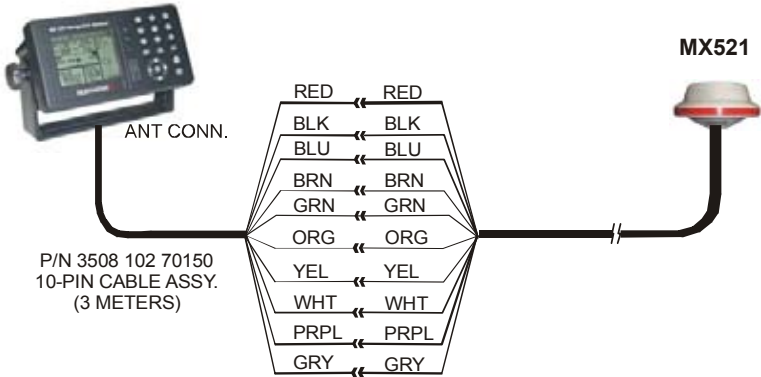 MX521
ANT CONN.
RED RED
BLK BLK
BLU BLU
BRN BRN
GRN GRN
ORG ORG
YEL YEL
WHT WHT
PRPL PRPL
GRY GRY
P/N 3508 102 70150
10-PIN CABLE ASSY.
(3 METERS)